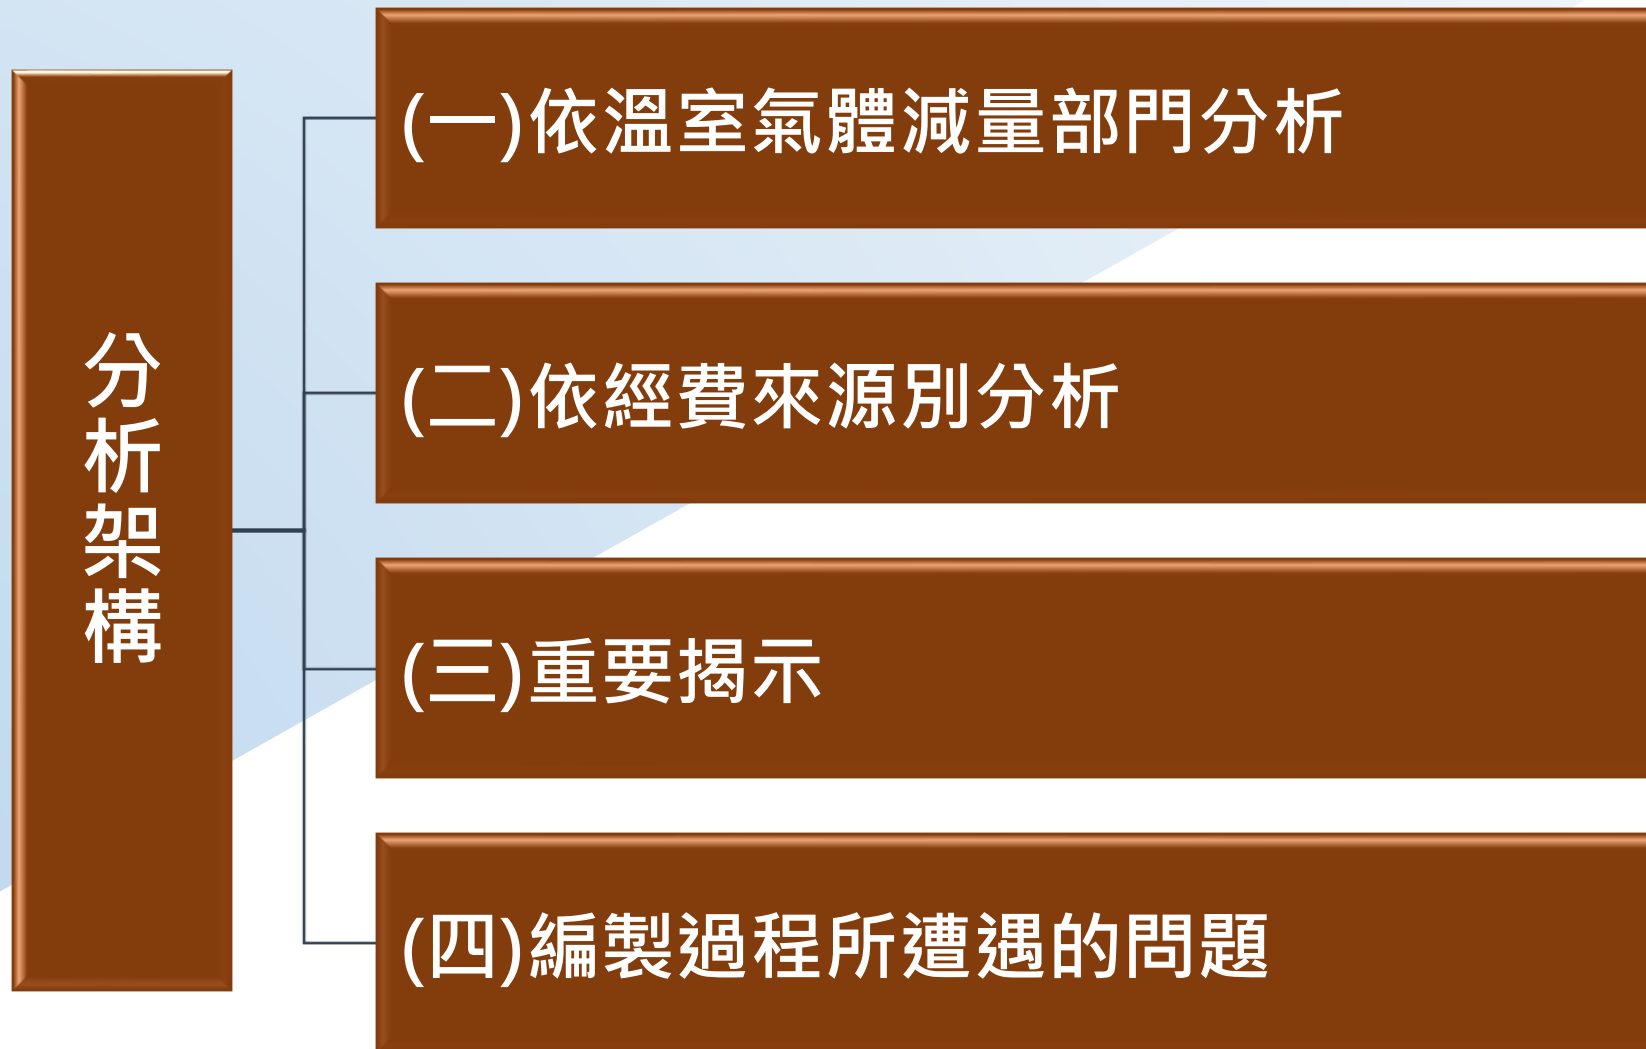 分析架構
(一)依溫室氣體減量部門分析
(二)依經費來源別分析
(三)重要揭示
(四)編製過程所遭遇的問題